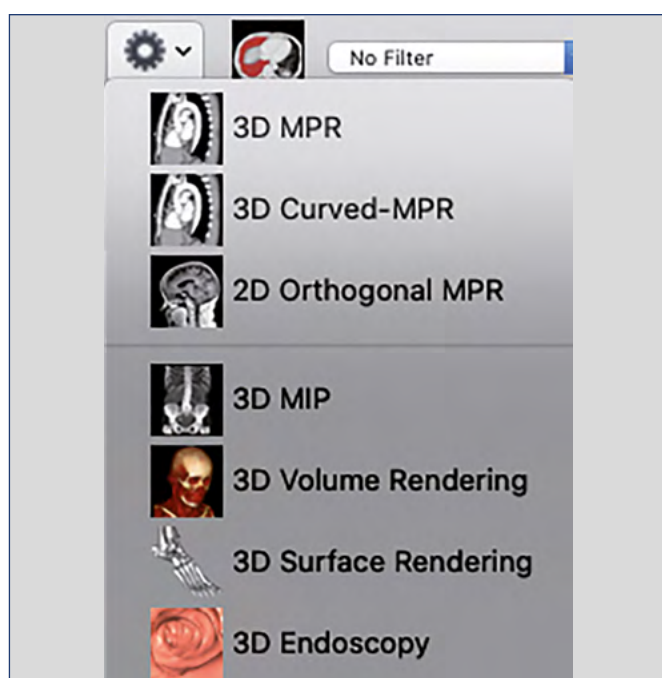 No Filter
3D MPR
3D Curved-MPR
2D Orthogonal MPR
3D MIP
3D Volume Rendering
3D Surface Rendering
3D Endoscopy